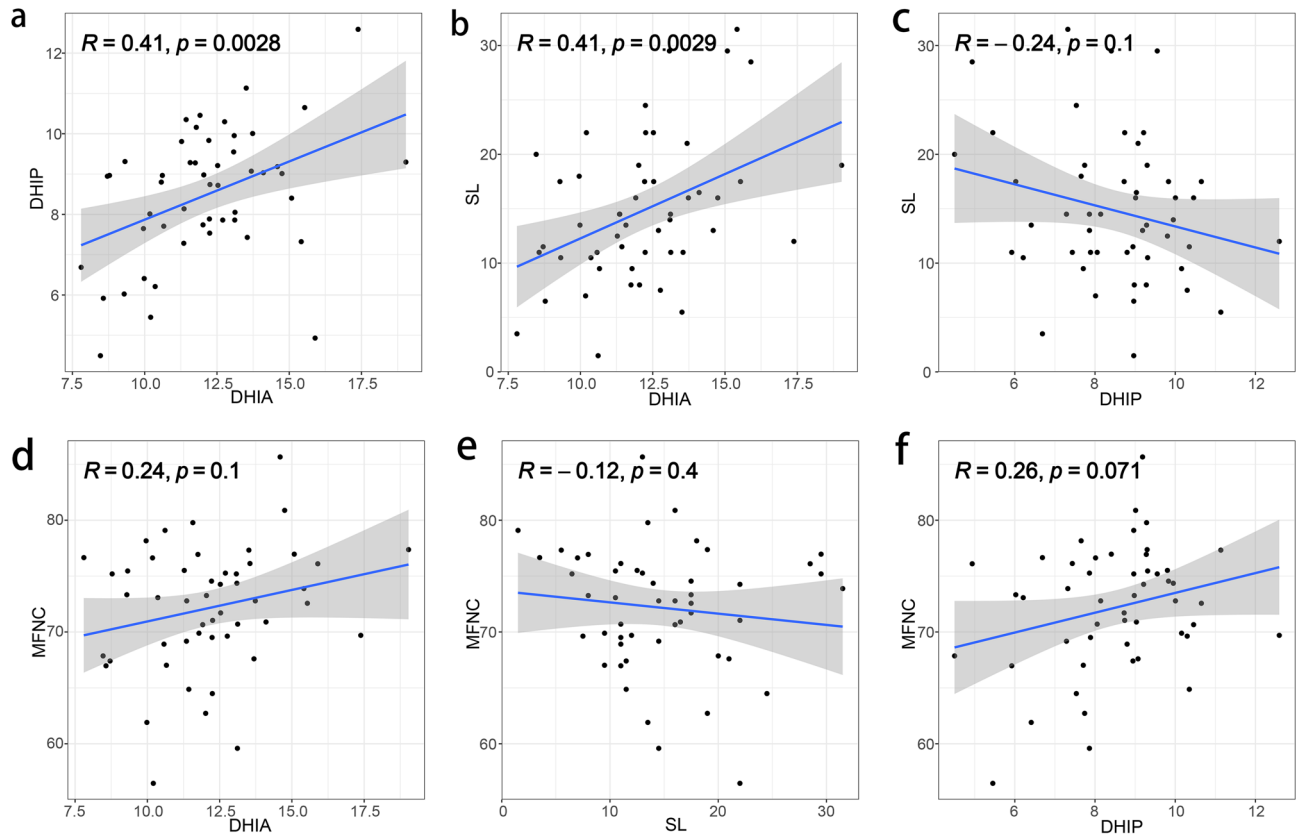 a
R = 0.41, p = 0.0028
DHIP
12
10
8
6
7.5 10.0 12.5 15.0 17.5
DHIA
b
R = 0.41, p = 0.0029
SL
30
20
10
0
7.5 10.0 12.5 15.0 17.5
DHIA
c
R = − 0.24, p = 0.1
SL
30
20
10
0
6 8 10 12
DHIP
d
R = 0.24, p = 0.1
MFNC
80
70
60
7.5 10.0 12.5 15.0 17.5
DHIA
e
R = − 0.12, p = 0.4
MFNC
80
70
60
0 10 20 30
SL
f
R = 0.26, p = 0.071
MFNC
80
70
60
6 8 10 12
DHIP